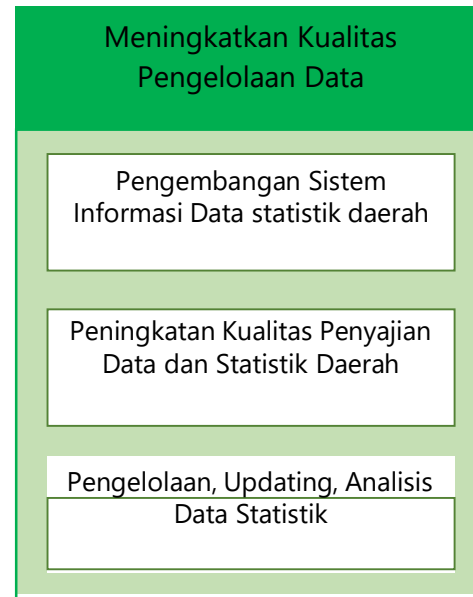 Meningkatkan Kualitas
Pengelolaan Data
Pengembangan Sistem
Informasi Data statistik daerah
Peningkatan Kualitas Penyajian
Data dan Statistik Daerah
Pengelolaan, Updating, Analisis
Data Statistik